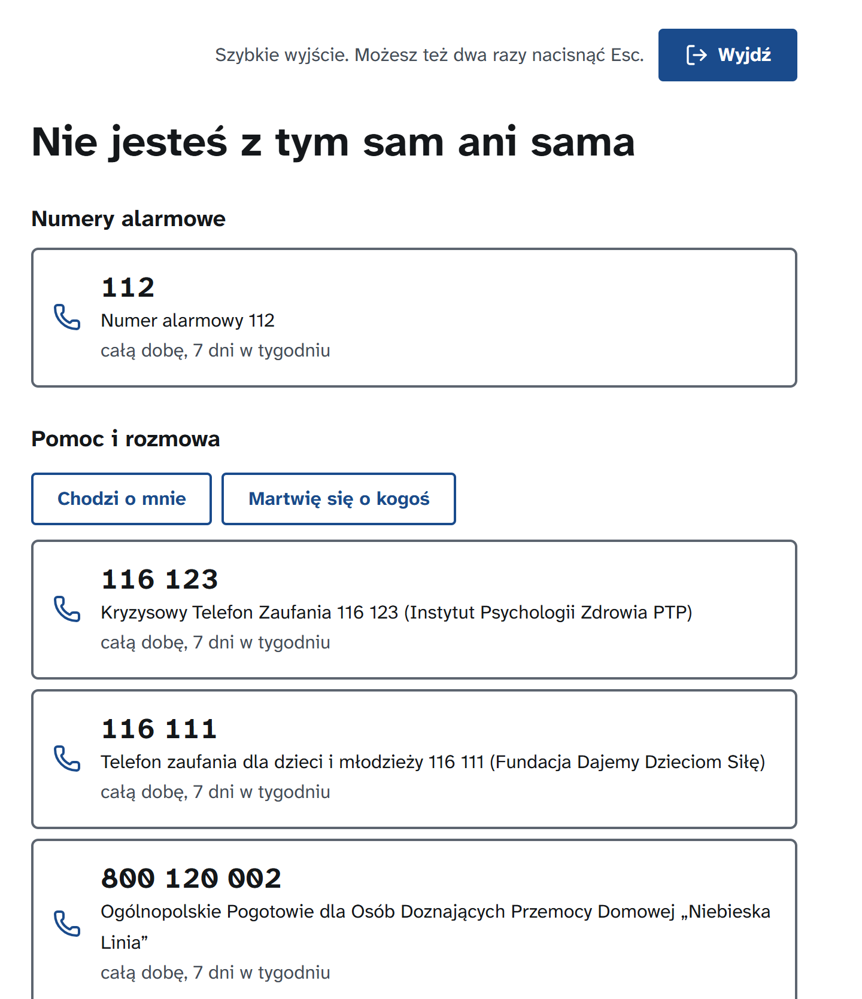 Szybkie wyjście. Możesz też dwa razy nacisnąć Esc.
Wyjdź
Nie jesteś z tym sam ani sama
Numery alarmowe
112
Numer alarmowy 112
całą dobę, 7 dni w tygodniu
Pomoc i rozmowa
Chodzi o mnie
Martwię się o kogoś
116 123
Kryzysowy Telefon Zaufania 116 123 (Instytut Psychologii Zdrowia PTP)
całą dobę, 7 dni w tygodniu
116 111
Telefon zaufania dla dzieci i młodzieży 116 111 (Fundacja Dajemy Dzieciom Siłę)
całą dobę, 7 dni w tygodniu
800 120 002
Ogólnopolskie Pogotowie dla Osób Doznających Przemocy Domowej „Niebieska
Linia”
całą dobę, 7 dni w tygodniu